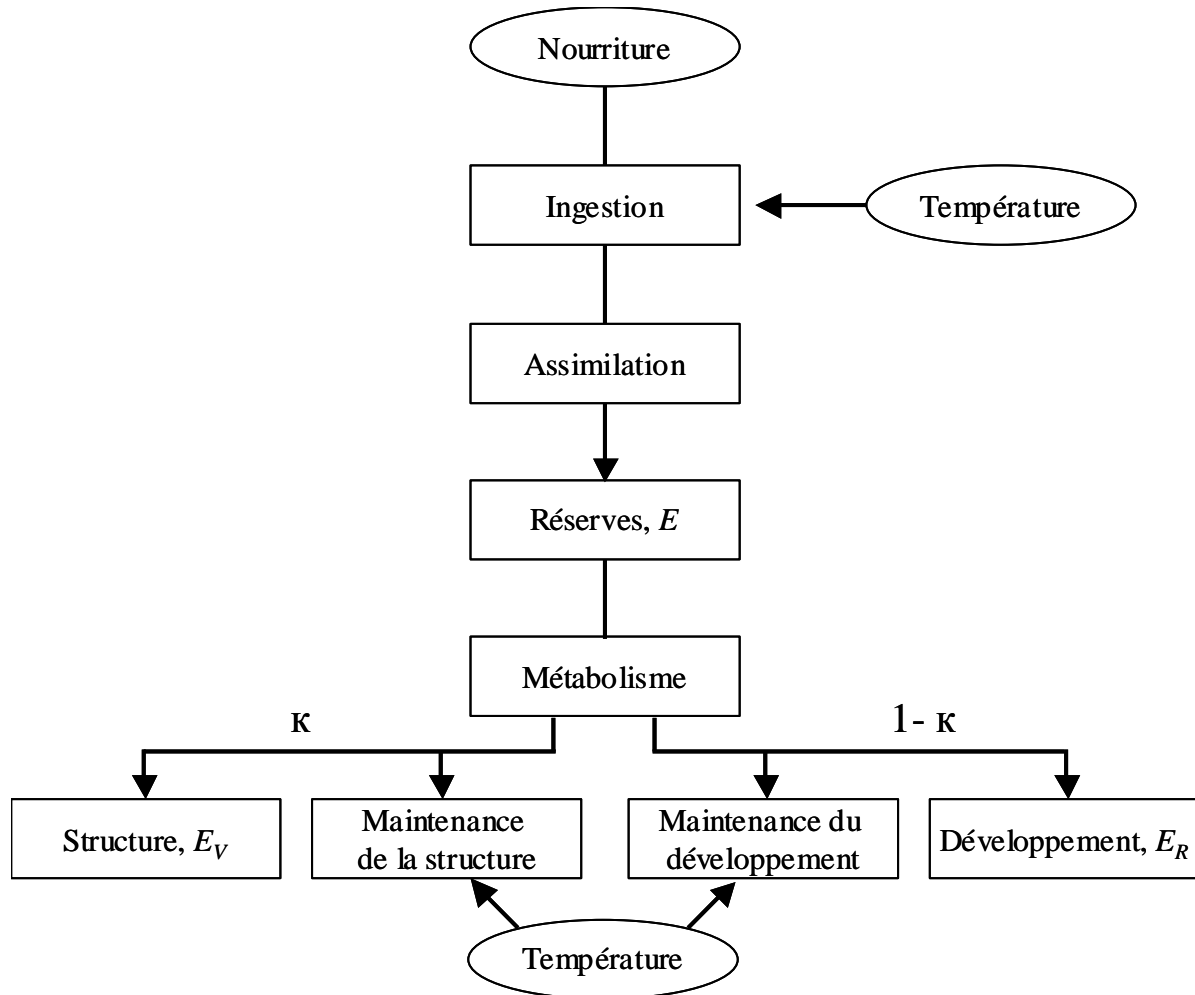 Nourriture
Ingestion
Température
Assimilation
Réserves, E
Métabolisme
κ
1- κ
Structure, E_V
Maintenance
de la structure
Maintenance du
développement
Développement, E_R
Température